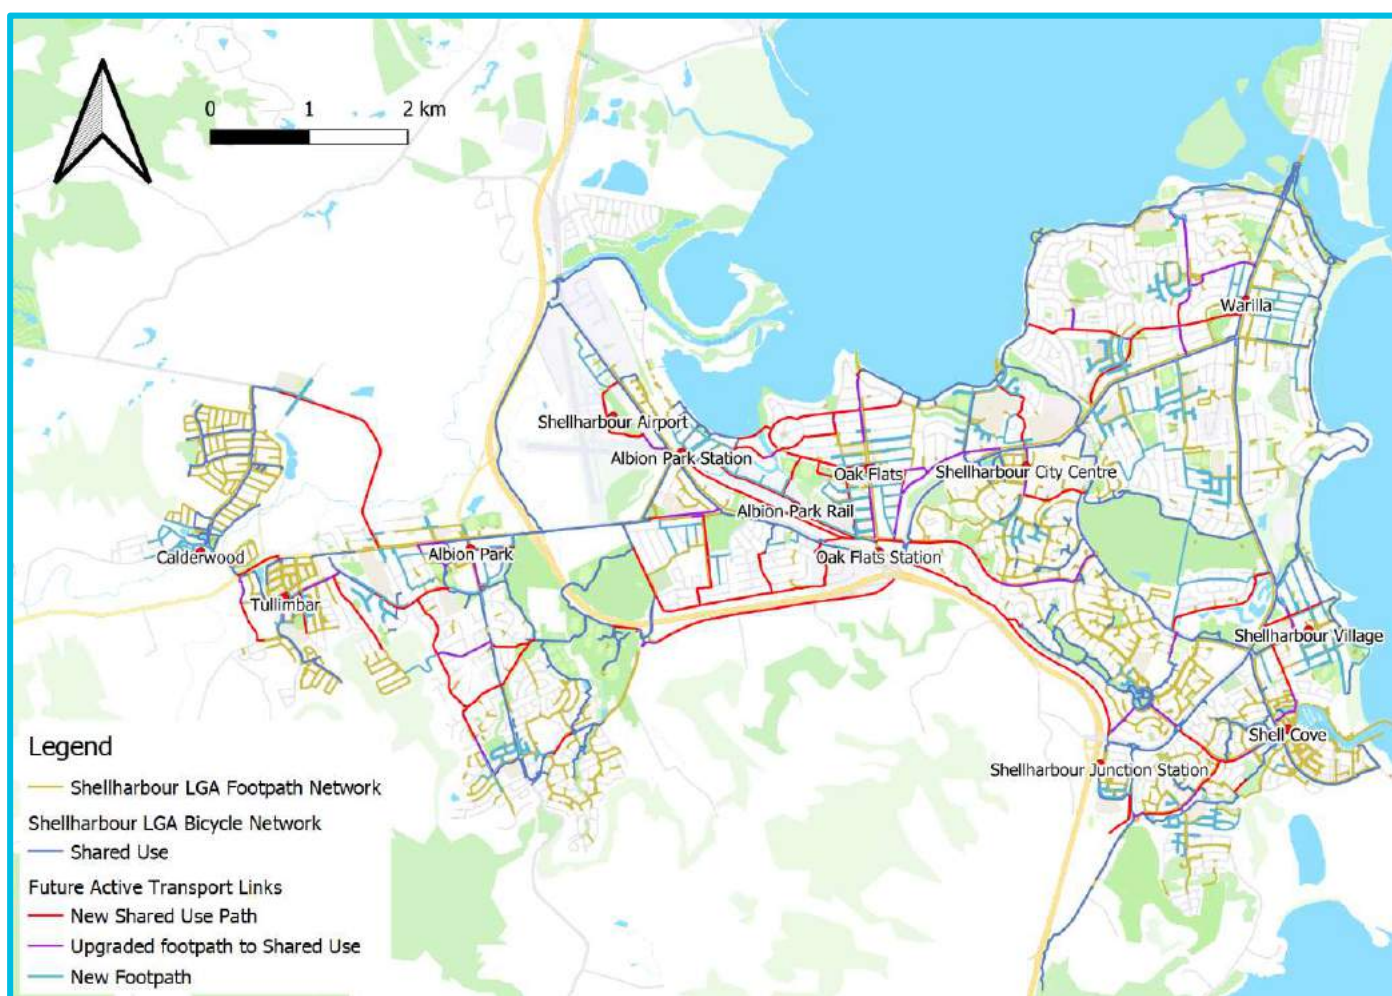 0 1 2 km
Warilla
Shellharbour Airport
Albion Park Station
Oak Flats
Shellharbour City Centre
Albion Park Rail
Calderwood
Albion Park
Oak Flats Station
Tullimbar
Shellharbour Village
Shell Cove
Shellharbour Junction Station
Legend
Shellharbour LGA Footpath Network
Shellharbour LGA Bicycle Network
Shared Use
Future Active Transport Links
New Shared Use Path
Upgraded footpath to Shared Use
New Footpath